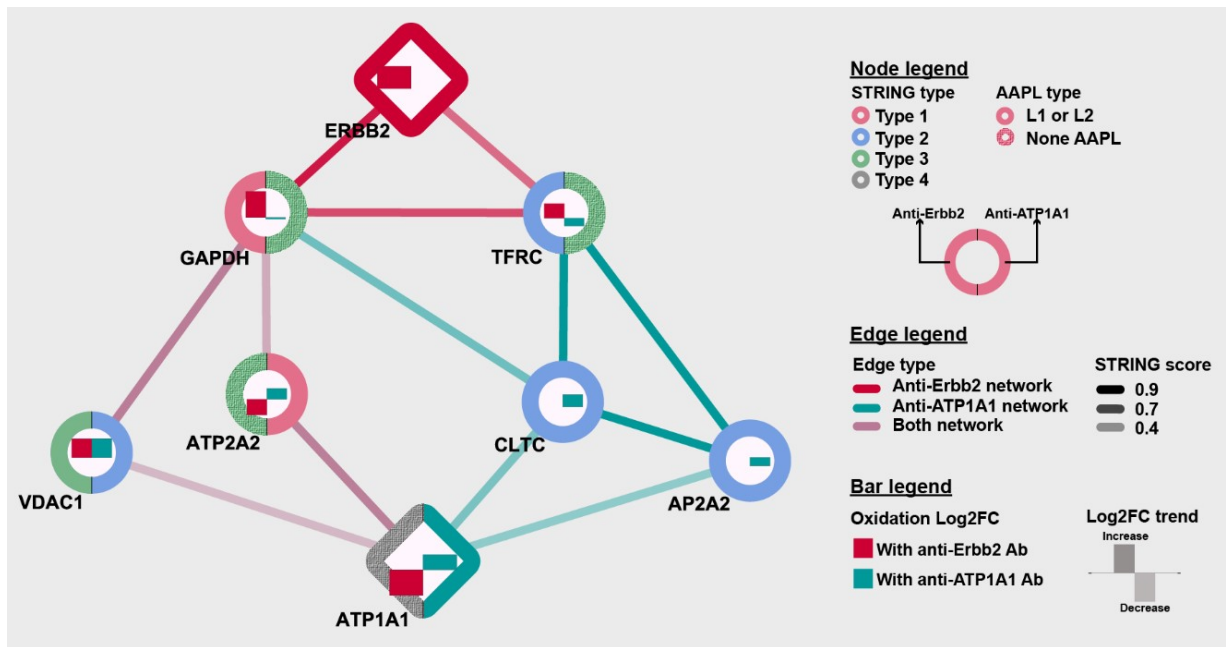 ERBB2
GAPDH
TFRC
ATP2A2
CLTC
VDAC1
AP2A2
ATP1A1
Node legend
STRING type
Type 1
Type 2
Type 3
Type 4
AAPL type
L1 or L2
None AAPL
Anti-Erbb2
Anti-ATP1A1
Edge legend
Edge type
Anti-Erbb2 network
Anti-ATP1A1 network
Both network
STRING score
0.9
0.7
0.4
Bar legend
Oxidation Log2FC
With anti-Erbb2 Ab
With anti-ATP1A1 Ab
Log2FC trend
Increase
Decrease